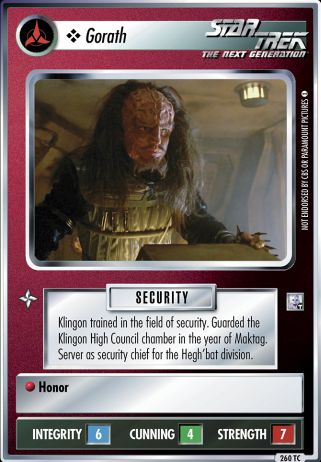 ❖ Gorath
STAR TREK
THE NEXT GENERATION
NOT ENDORSED BY CBS OR PARAMOUNT PICTURES
SECURITY
Klingon trained in the field of security. Guarded the
Klingon High Council chamber in the year of Maktag.
Server as security chief for the Hegh'bat division.
Honor
INTEGRITY 6 CUNNING 4 STRENGTH 7
260 TC